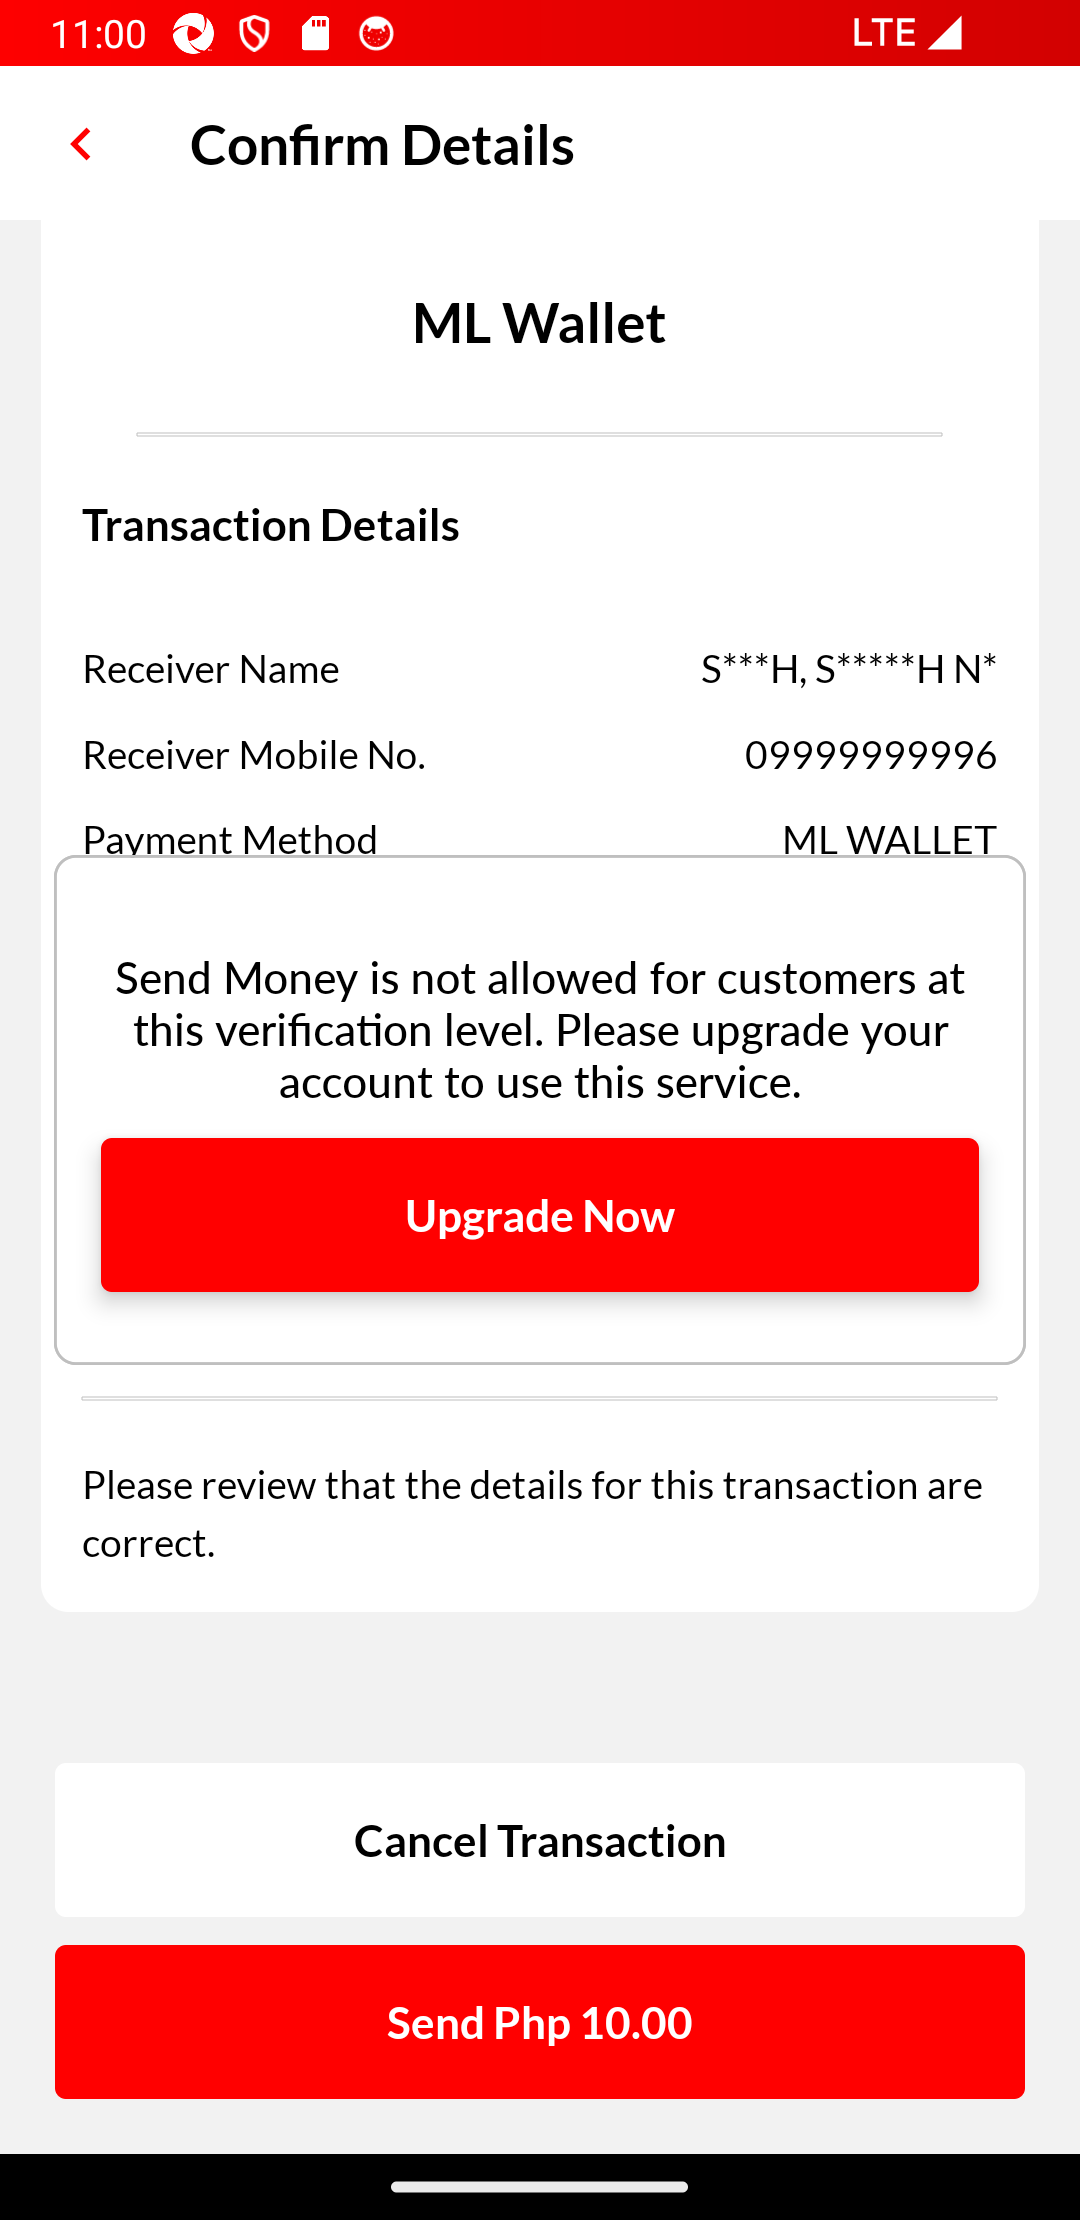 11:00
LTE
Confirm Details
ML Wallet
Transaction Details
Receiver Name S***H, S*****H N*
Receiver Mobile No. 09999999996
Payment Method ML WALLET
Send Money is not allowed for customers at
this verification level. Please upgrade your
account to use this service.
Upgrade Now
Please review that the details for this transaction are
correct.
Cancel Transaction
Send Php 10.00